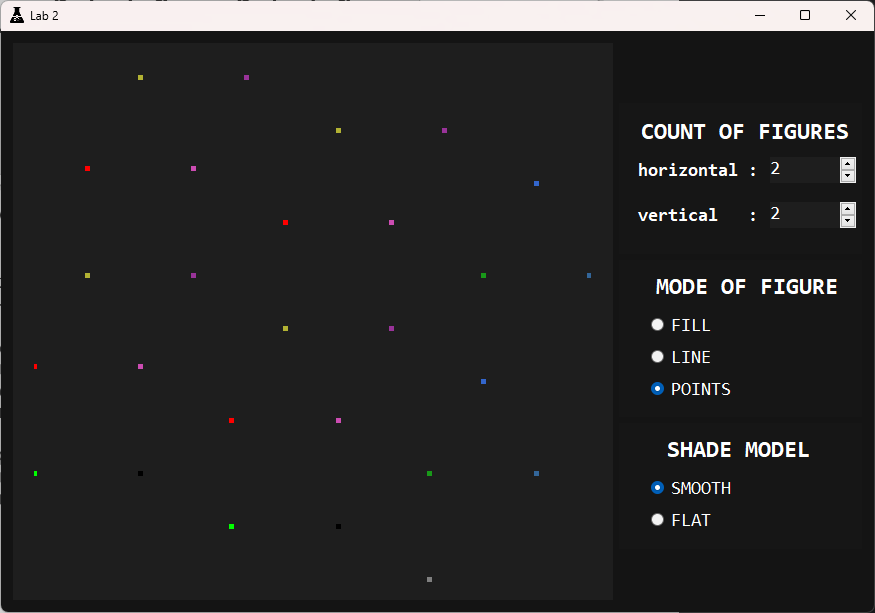 Lab 2
COUNT OF FIGURES
horizontal : 2
vertical : 2
MODE OF FIGURE
FILL
LINE
POINTS
SHADE MODEL
SMOOTH
FLAT